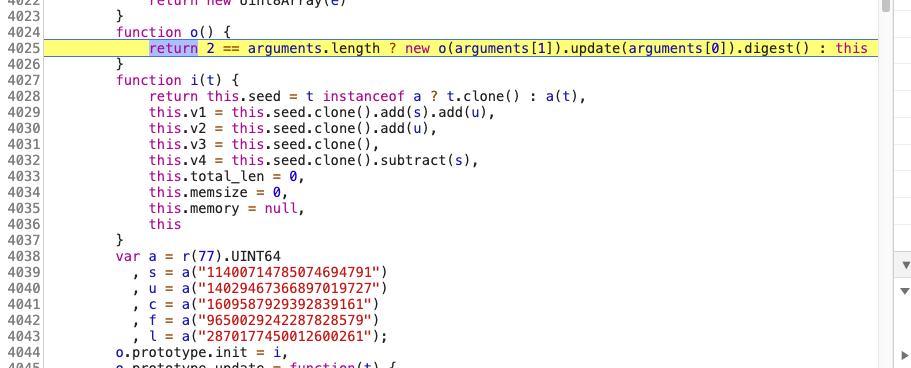 4022 return new Uint8Array(e)
4023 }
4024 function o() {
4025 return 2 == arguments.length ? new o(arguments[1]).update(arguments[0]).digest() : this
4026 }
4027 function i(t) {
4028 return this.seed = t instanceof a ? t.clone() : a(t),
4029 this.v1 = this.seed.clone().add(s).add(u),
4030 this.v2 = this.seed.clone().add(u),
4031 this.v3 = this.seed.clone(),
4032 this.v4 = this.seed.clone().subtract(s),
4033 this.total_len = 0,
4034 this.memsize = 0,
4035 this.memory = null,
4036 this
4037 }
4038 var a = r(77).UINT64
4039 , s = a("11400714785074694791")
4040 , u = a("14029467366897019727")
4041 , c = a("1609587929392839161")
4042 , f = a("9650029242287828579")
4043 , l = a("2870177450012600261");
4044 o.prototype.init = i,
4045 o.prototype.update = function(t) {